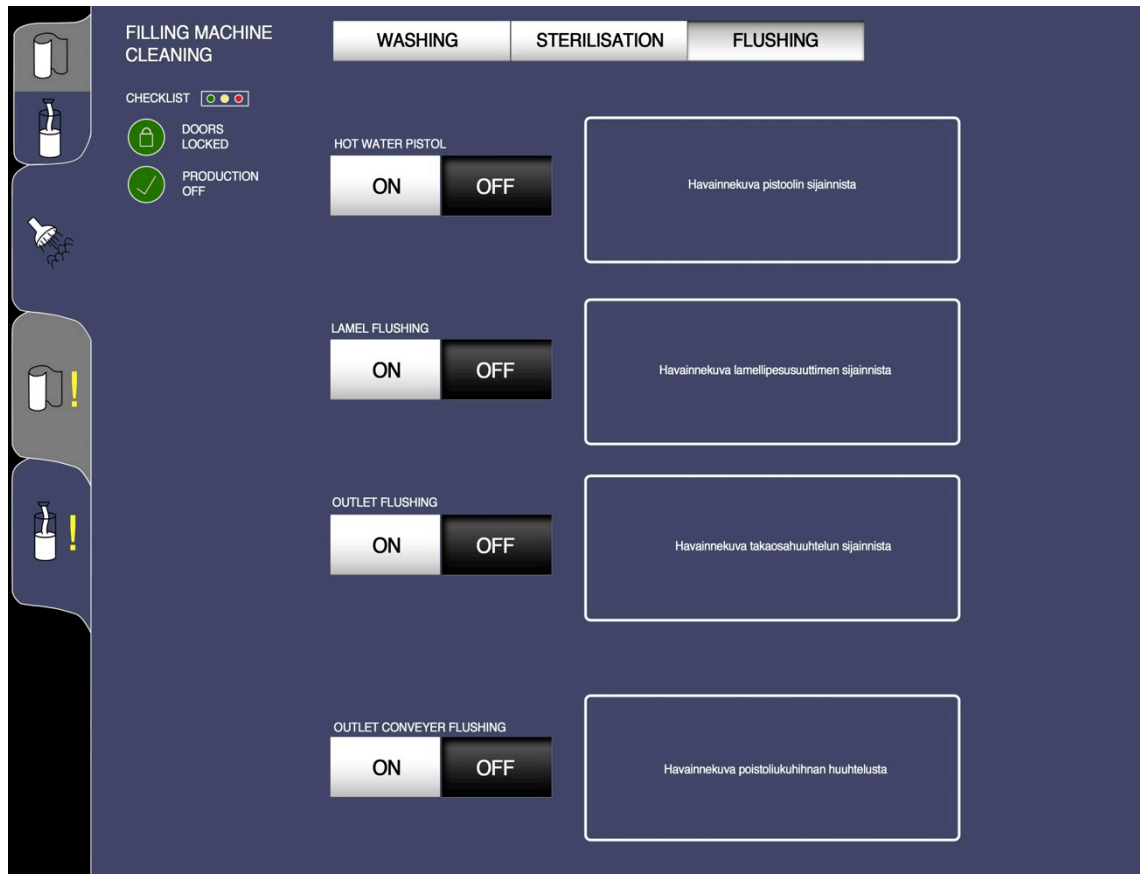 FILLING MACHINE
CLEANING
WASHING
STERILISATION
FLUSHING
CHECKLIST
DOORS
LOCKED
PRODUCTION
OFF
HOT WATER PISTOL
ON
OFF
Havainnekuva pistoolin sijainnista
LAMEL FLUSHING
ON
OFF
Havainnekuva lamellipesusuuttimen sijainnista
OUTLET FLUSHING
ON
OFF
Havainnekuva takaosahuuhtelun sijainnista
OUTLET CONVEYER FLUSHING
ON
OFF
Havainnekuva poistoliukuhihnan huuhtelusta
!
!